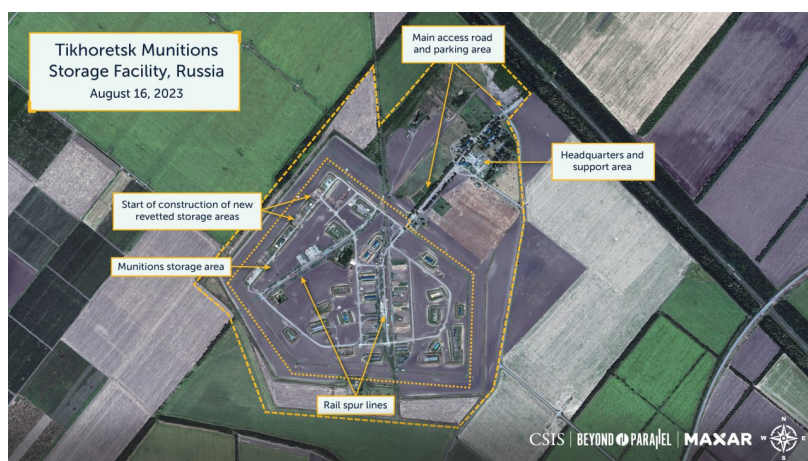 Tikhoretsk Munitions
Storage Facility, Russia
August 16, 2023
Main access road
and parking area
Headquarters and
support area
Start of construction of new
revetted storage areas
Munitions storage area
Rail spur lines
CSIS | BEYOND PARALLEL | MAXAR
N
W E
S